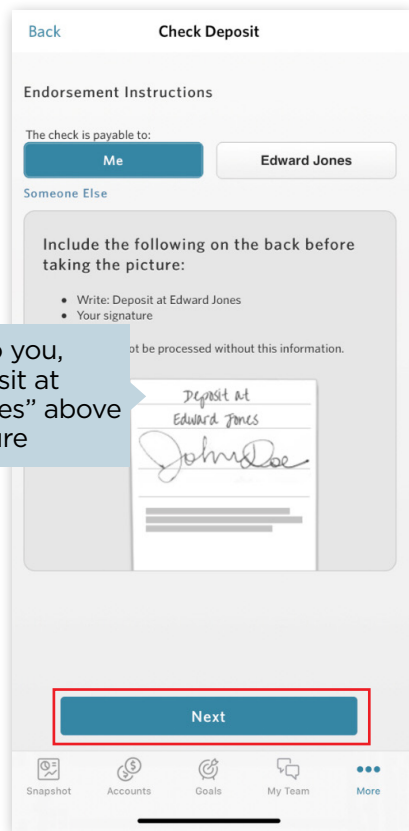 Back Check Deposit
Endorsement Instructions
The check is payable to:
Me Edward Jones
Someone Else
Include the following on the back before
taking the picture:
• Write: Deposit at Edward Jones
• Your signature
you,
sit at
es” above
ure
ot be processed without this information.
Deposit at
Edward Jones
John Doe
Next
Snapshot Accounts Goals My Team More